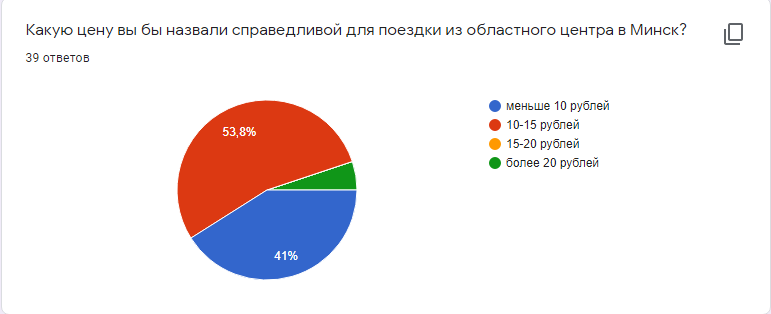 Какую цену вы бы назвали справедливой для поездки из областного центра в Минск?
39 ответов
53,8%
41%
меньше 10 рублей
10-15 рублей
15-20 рублей
более 20 рублей